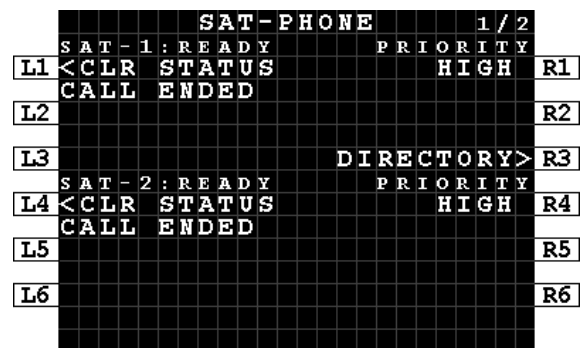 SAT-PHONE 1/2
SAT-1:READY PRIORITY
L1 <CLR STATUS HIGH R1
CALL ENDED
L2 R2
L3 DIRECTORY> R3
SAT-2:READY PRIORITY
L4 <CLR STATUS HIGH R4
CALL ENDED
L5 R5
L6 R6